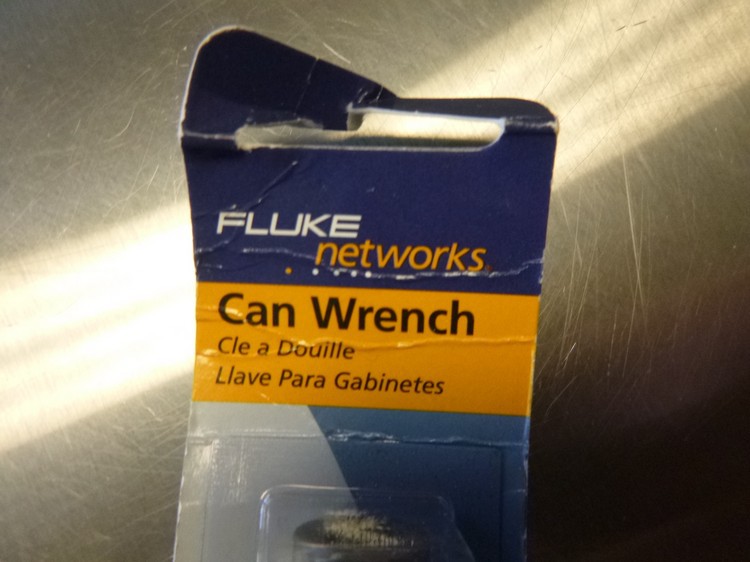 FLUKE
networks
Can Wrench
Cle a Douille
Llave Para Gabinetes